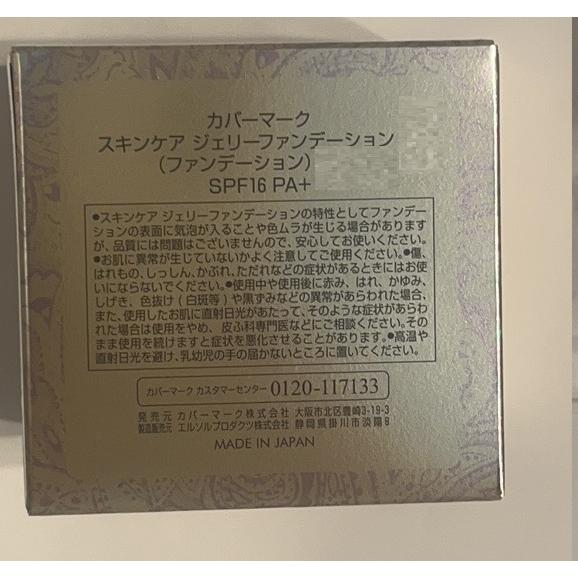 カバーマーク
スキンケア ジェリーファンデーション
(ファンデーション)
SPF16 PA+
●スキンケア ジェリーファンデーションの特性としてファンデー
ションの表面に気泡が入ることや色ムラが生じる場合があります
が、品質には問題はございませんので、安心してお使いください。
●お肌に異常が生じていないかよく注意してご使用ください。●傷、
はれもの、しっしん、かぶれ、ただれなどの症状があるときにはお使
いにならないでください。●使用中や使用後に赤み、はれ、かゆみ、
しげき、色抜け(白斑等)や黒ずみなどの異常があらわれた場合、
また、使用したお肌に直射日光があたって、そのような症状があらわ
れた場合は使用をやめ、皮ふ科専門医などにご相談ください。その
まま使用を続けますと症状を悪化させることがあります。●高温や
直射日光を避け、乳幼児の手の届かないところに置いてください。
カバーマーク カスタマーセンター 0120-117133
発売元 カバーマーク株式会社 大阪市北区豊崎3-19-3
製造販売元 エルソルプロダクツ株式会社 静岡県掛川市淡陽8
MADE IN JAPAN